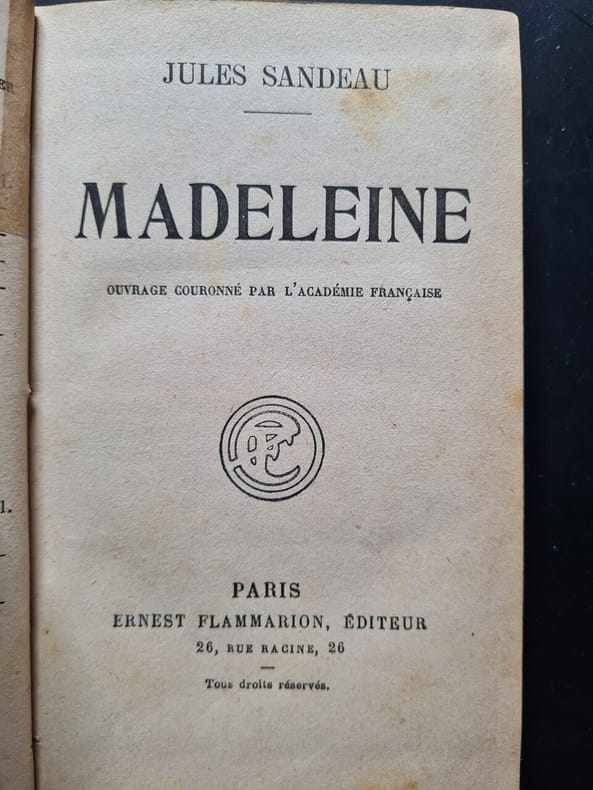 JULES SANDEAU
MADELEINE
OUVRAGE COURONNÉ PAR L'ACADÉMIE FRANÇAISE
PARIS
ERNEST FLAMMARION, ÉDITEUR
26, RUE RACINE, 26
Tous droits réservés.